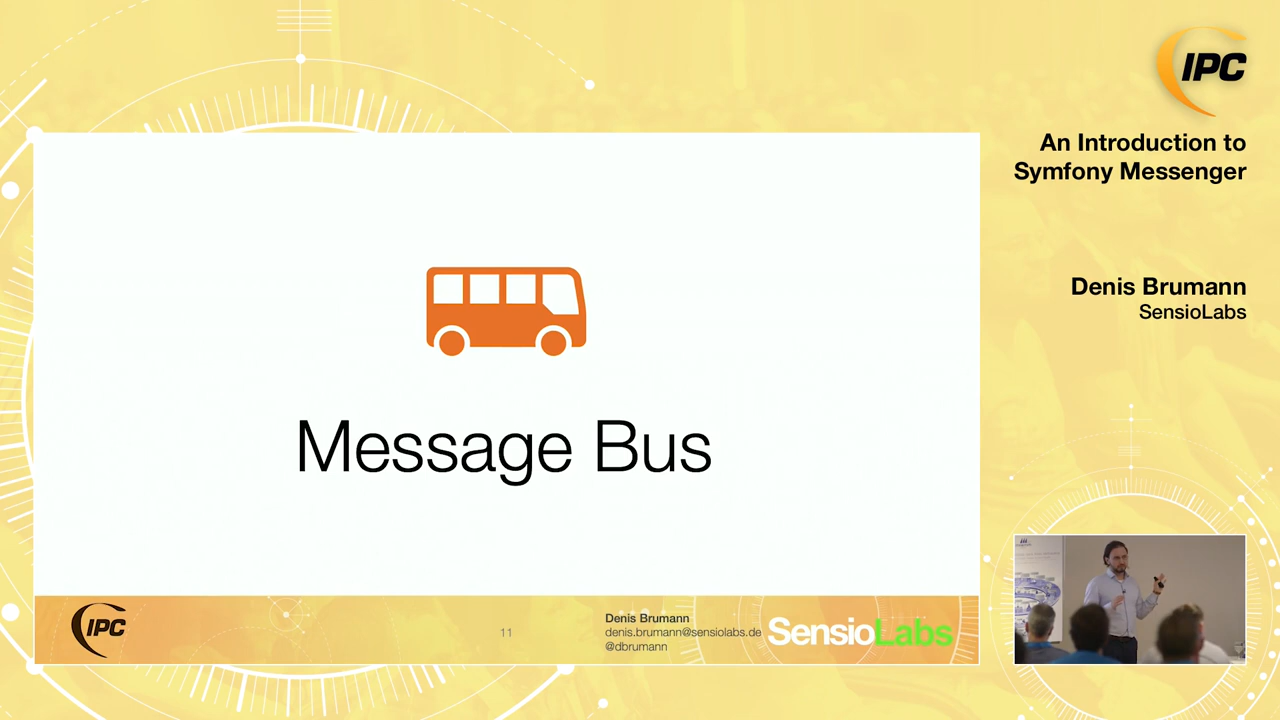 IPC
An Introduction to
Symfony Messenger
Denis Brumann
SensioLabs
Message Bus
IPC
11
Denis Brumann
denis.brumann@sensiolabs.de
@dbrumann
SensioLabs